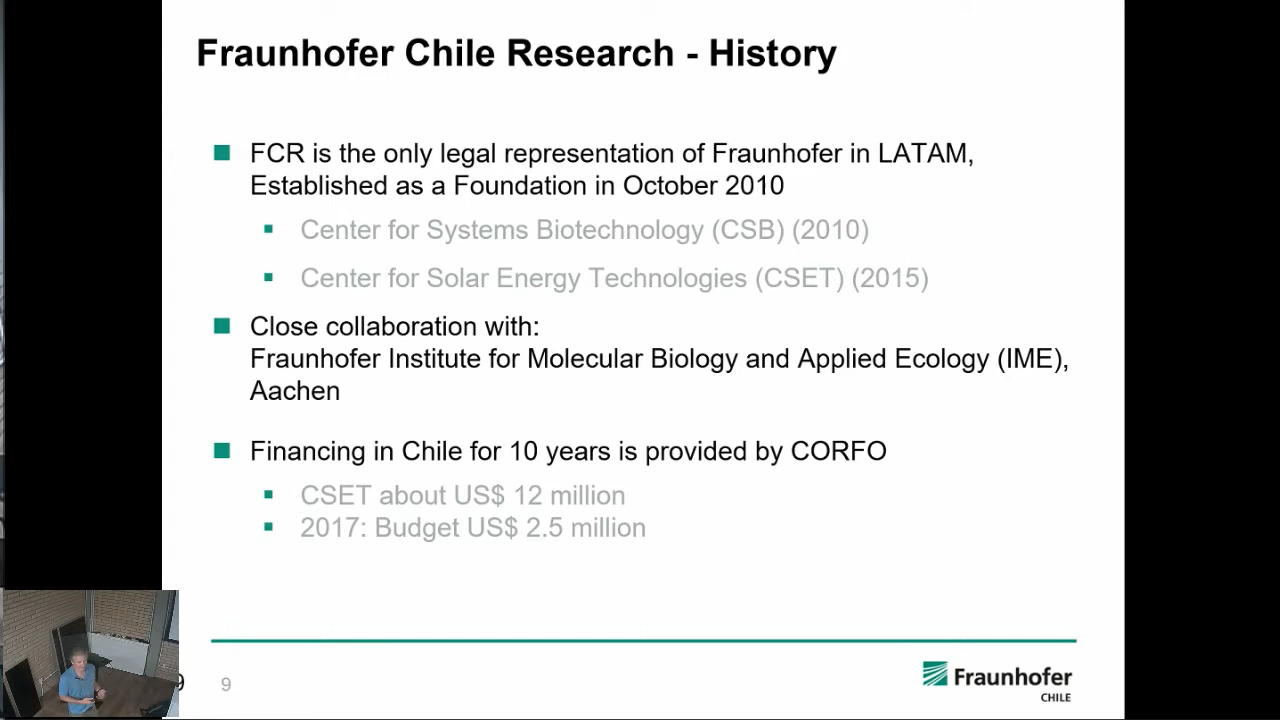 Fraunhofer Chile Research - History
FCR is the only legal representation of Fraunhofer in LATAM,
Established as a Foundation in October 2010
Center for Systems Biotechnology (CSB) (2010)
Center for Solar Energy Technologies (CSET) (2015)
Close collaboration with:
Fraunhofer Institute for Molecular Biology and Applied Ecology (IME),
Aachen
Financing in Chile for 10 years is provided by CORFO
CSET about US$ 12 million
2017: Budget US$ 2.5 million
9
9
Fraunhofer
CHILE